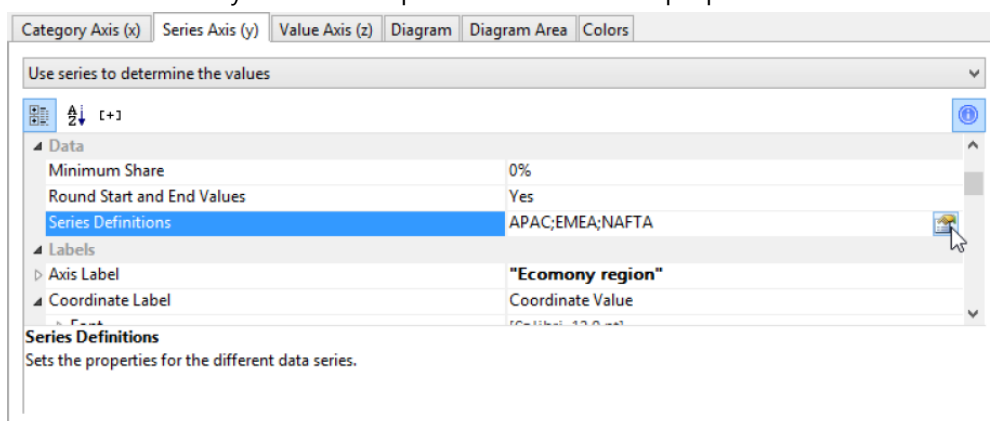 Category Axis (x) Series Axis (y) Value Axis (z) Diagram Diagram Area Colors
Use series to determine the values
[+]
Data
Minimum Share 0%
Round Start and End Values Yes
Series Definitions APAC;EMEA;NAFTA
Labels
Axis Label "Ecomony region"
Coordinate Label Coordinate Value
Series Definitions
Sets the properties for the different data series.